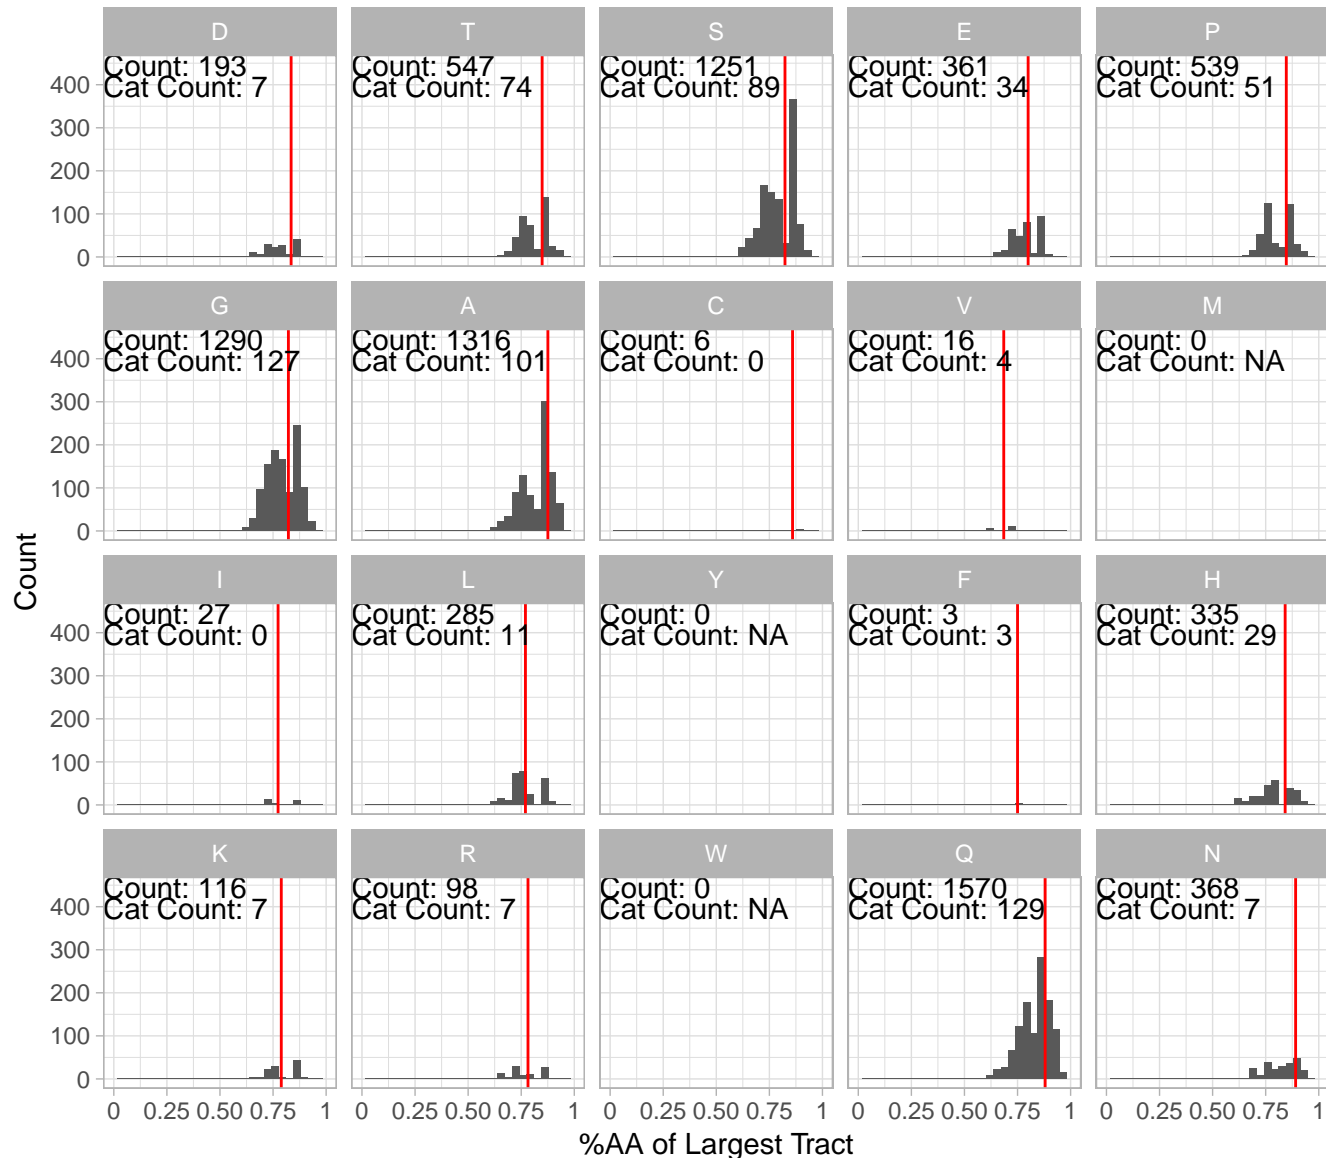 D T S E P
Count: 193 Count: 547 Count: 1251 Count: 361 Count: 539
Cat Count: 7 Cat Count: 74 Cat Count: 89 Cat Count: 34 Cat Count: 51
400
300
200
100
0
G A C V M
Count: 1290 Count: 1316 Count: 6 Count: 16 Count: 0
Cat Count: 127 Cat Count: 101 Cat Count: 0 Cat Count: 4 Cat Count: NA
400
300
200
100
0
Count
I L Y F H
Count: 27 Count: 285 Count: 0 Count: 3 Count: 335
Cat Count: 0 Cat Count: 11 Cat Count: NA Cat Count: 3 Cat Count: 29
400
300
200
100
0
K R W Q N
Count: 116 Count: 98 Count: 0 Count: 1570 Count: 368
Cat Count: 7 Cat Count: 7 Cat Count: NA Cat Count: 129 Cat Count: 7
400
300
200
100
0
0 0.25 0.50 0.75 1 0 0.25 0.50 0.75 1 0 0.25 0.50 0.75 1 0 0.25 0.50 0.75 1 0 0.25 0.50 0.75 1
%AA of Largest Tract